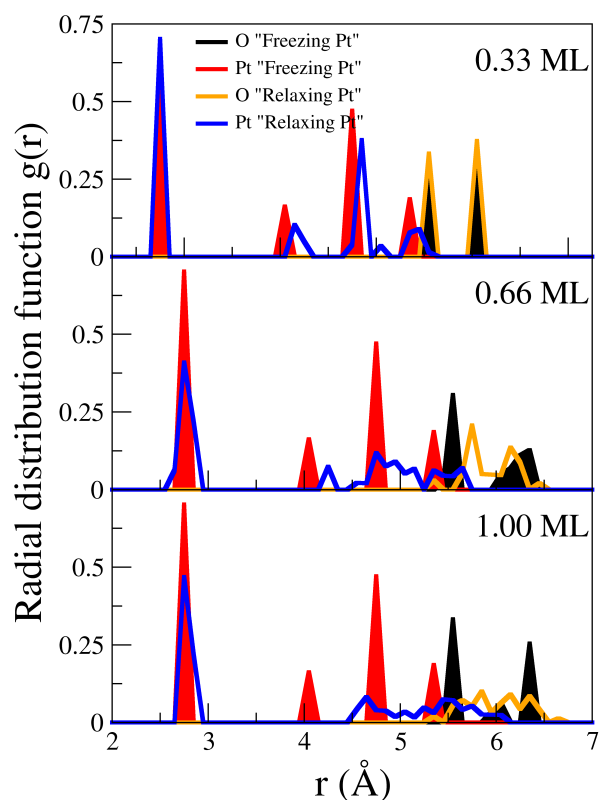 0.75
O "Freezing Pt"
Pt "Freezing Pt"
O "Relaxing Pt"
Pt "Relaxing Pt"
0.33 ML
0.5
0.25
0
0.66 ML
0.5
0.25
0
1.00 ML
0.5
0.25
0
2 3 4 5 6 7
r (Å)
Radial distribution function g(r)